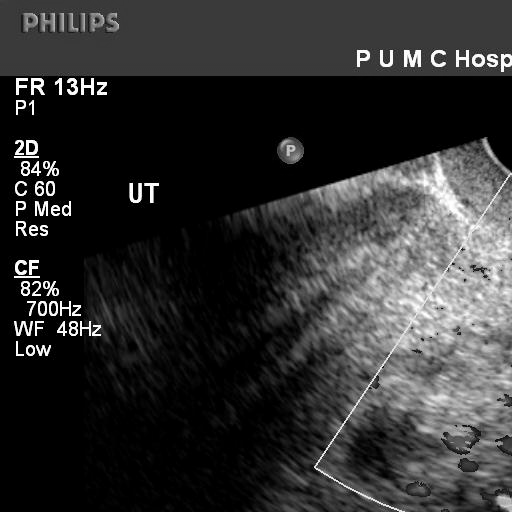 PHILIPS
P U M C Hosp
FR 13Hz
P1
P
2D
84%
C 60
P Med
Res
UT
CF
82%
700Hz
WF 48Hz
Low